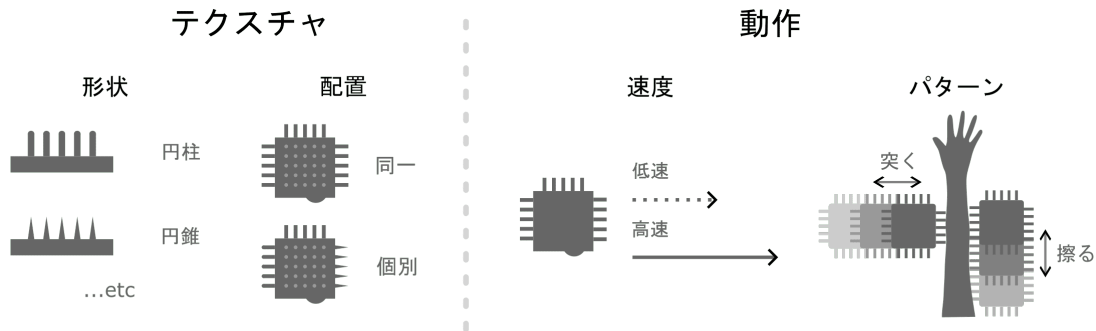 テクスチャ
形状
配置
円柱
同一
円錐
個別
...etc
動作
速度
パターン
低速
高速
突く
擦る